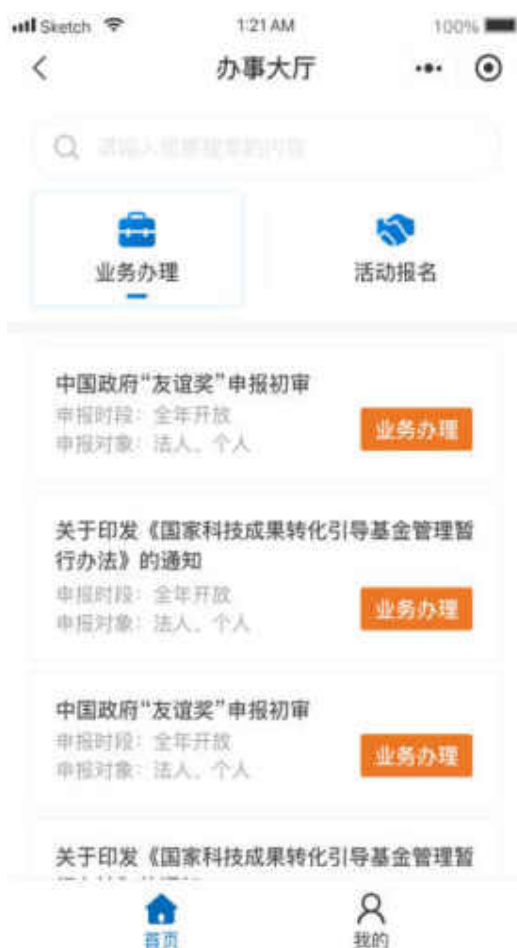 Sketch 1:21 AM 100%
办事大厅
业务办理 活动报名
中国政府“友谊奖”申报初审
申报时段：全年开放
申报对象：法人、个人
业务办理
关于印发《国家科技成果转化引导基金管理暂
行办法》的通知
申报时段：全年开放
申报对象：法人、个人
业务办理
中国政府“友谊奖”申报初审
申报时段：全年开放
申报对象：法人、个人
业务办理
关于印发《国家科技成果转化引导基金管理暂
首页 我的